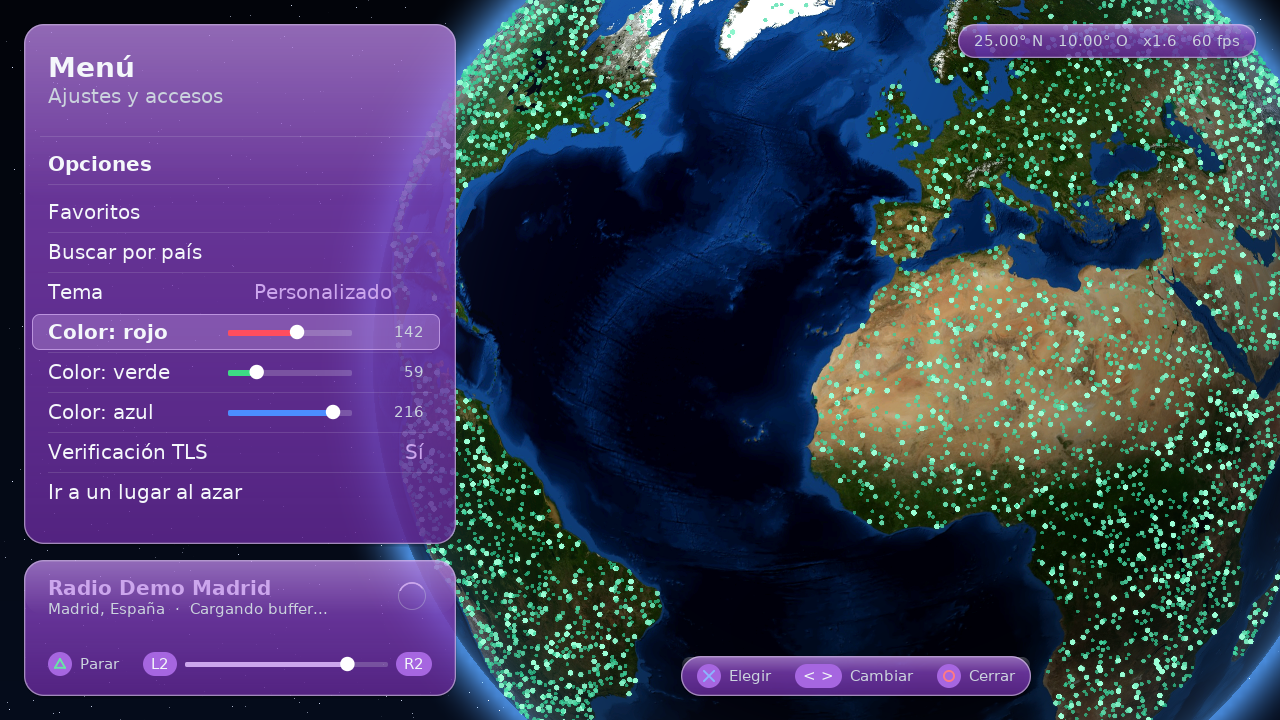 Menú
Ajustes y accesos
Opciones
Favoritos
Buscar por país
Tema Personalizado
Color: rojo 142
Color: verde 59
Color: azul 216
Verificación TLS Sí
Ir a un lugar al azar
Radio Demo Madrid
Madrid, España · Cargando buffer...
Parar L2 R2
25.00° N 10.00° O x1.6 60 fps
Elegir < > Cambiar Cerrar